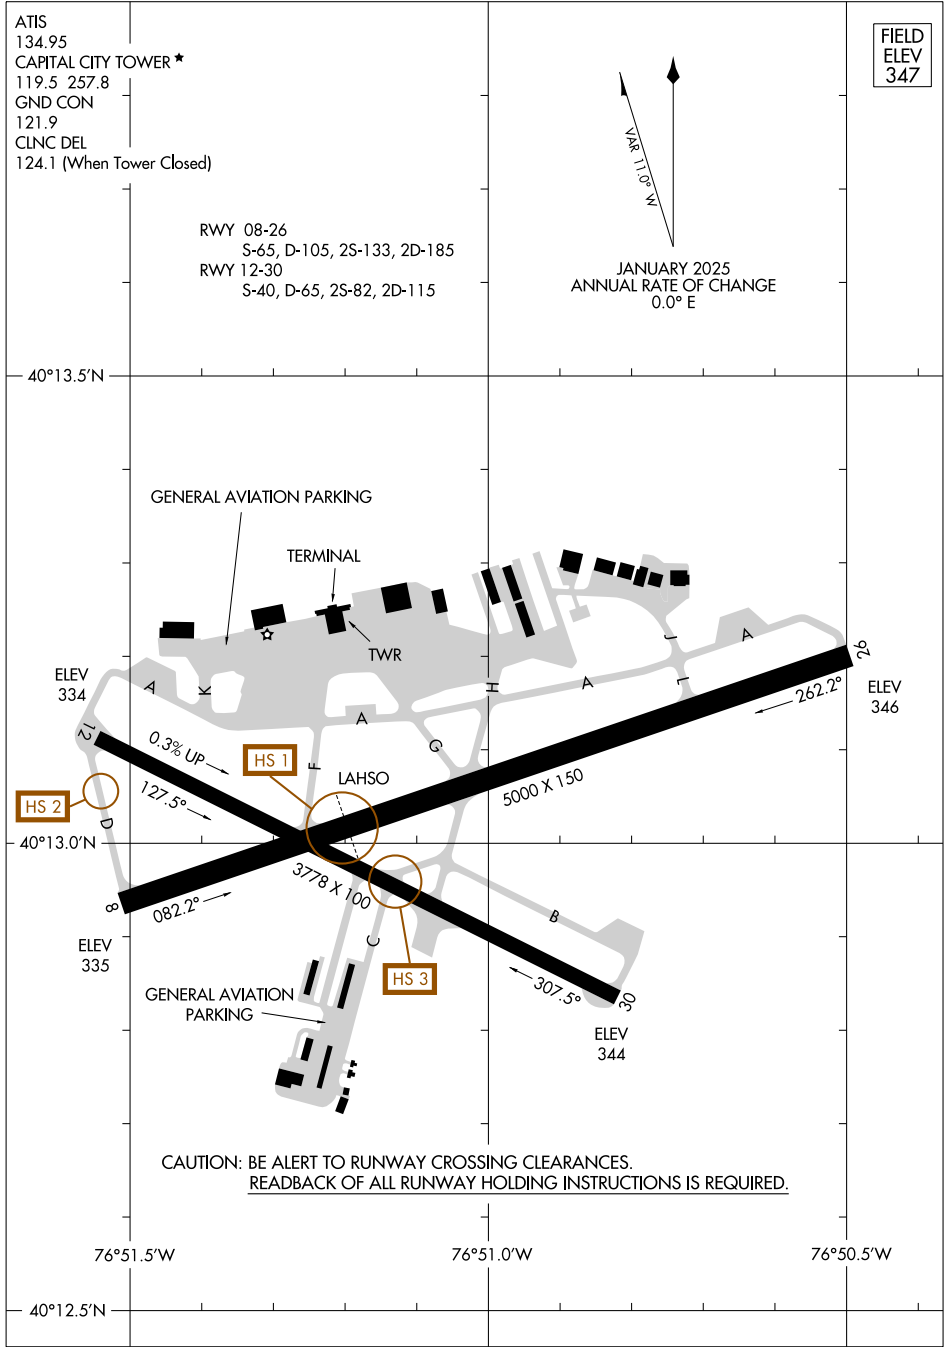 ATIS
134.95
CAPITAL CITY TOWER ★
119.5 257.8
GND CON
121.9
CLNC DEL
124.1 (When Tower Closed)
FIELD
ELEV
347
VAR 11.0° W
JANUARY 2025
ANNUAL RATE OF CHANGE
0.0° E
RWY 08-26
S-65, D-105, 2S-133, 2D-185
RWY 12-30
S-40, D-65, 2S-82, 2D-115
40°13.5'N
GENERAL AVIATION PARKING
TERMINAL
TWR
J
A
26
ELEV
346
262.2°
L
A
H
ELEV
334
A
K
A
G
F
12
0.3% UP
127.5°
HS 1
LAHSO
5000 X 150
HS 2
D
40°13.0'N
3778 X 100
8
082.2°
ELEV
335
B
C
HS 3
307.5°
30
ELEV
344
GENERAL AVIATION
PARKING
CAUTION: BE ALERT TO RUNWAY CROSSING CLEARANCES.
READBACK OF ALL RUNWAY HOLDING INSTRUCTIONS IS REQUIRED.
76°51.5'W
76°51.0'W
76°50.5'W
40°12.5'N